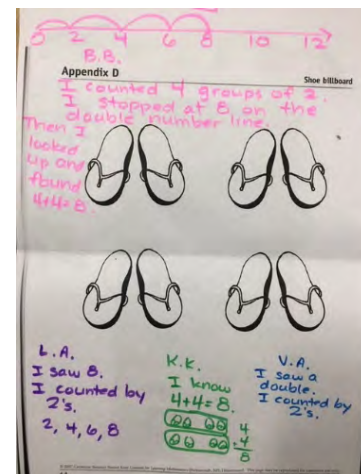 0 2 4 6 8 10 12
B.B.
Appendix D
Shoe billboard
I counted 4 groups of 2.
I stopped at 8 on the
double number line.
Then I
looked
up and
found
4+4=8.
L.A.
I saw 8.
I counted by
2's.
2, 4, 6, 8
K.K.
I know
4+4=8.
4
+4
8
V.A.
I saw a
double.
I counted by
2's.